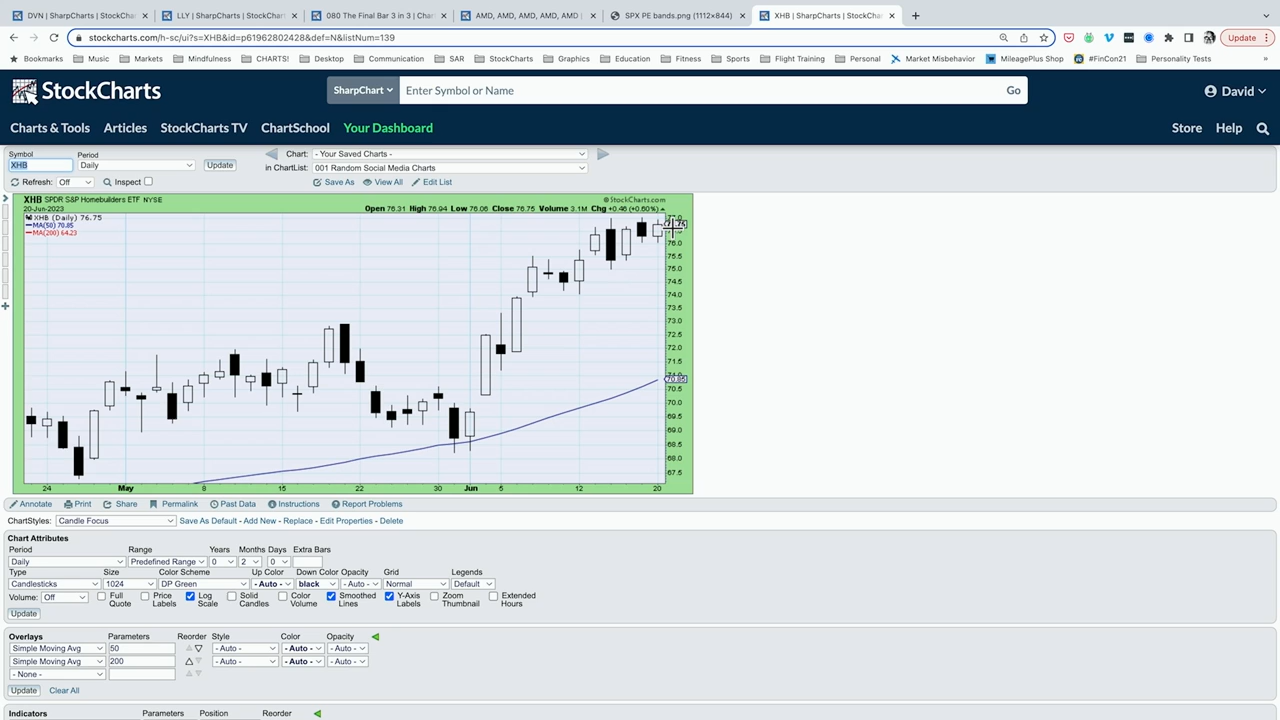 DVN | SharpCharts | StockChart
LLY | SharpCharts | StockCharts
080 The Final Bar 3 in 3 | Chart
AMD, AMD, AMD, AMD, AMD |
SPX PE bands.png (1112×844)
XHB | SharpCharts | StockChart
stockcharts.com/h-sc/ui?s=XHB&id=p61962802428&def=N&listNum=139
Update
Bookmarks Music Markets Mindfulness CHARTS! Desktop Communication SAR StockCharts Graphics Education Fitness Sports Flight Training Personal Market Misbehavior MileagePlus Shop #FinCon21 Personality Tests »
StockCharts SharpChart Enter Symbol or Name Go David
Charts & Tools Articles StockCharts TV ChartSchool Your Dashboard Store Help
Symbol Period Chart: - Your Saved Charts -
XHB Daily Update in ChartList: 001 Random Social Media Charts
Refresh: Off Inspect Save As View All Edit List
XHB SPDR S&P Homebuilders ETF NYSE © StockCharts.com
20-Jun-2023 Open 76.31 High 76.94 Low 76.06 Close 76.75 Volume 3.1M Chg +0.46 (+0.60%)
XHB (Daily) 76.75
MA(50) 70.85
MA(200) 64.23
77.0
76.0
75.5
75.0
74.5
74.0
73.5
73.0
72.5
72.0
71.5
70.85
70.5
70.0
69.5
69.0
68.5
68.0
67.5
24 May 8 15 22 30 Jun 5 12 20
Annotate Print Share Permalink Past Data Instructions Report Problems
ChartStyles: Candle Focus Save As Default - Add New - Replace - Edit Properties - Delete
Chart Attributes
Period Range Years Months Days Extra Bars
Daily Predefined Range 0 2 0
Type Size Color Scheme Up Color Down Color Opacity Grid Legends
Candlesticks 1024 DP Green - Auto - black - Auto - Normal Default
Volume: Off Full Quote Price Labels Log Scale Solid Candles Color Volume Smoothed Lines Y-Axis Labels Zoom Thumbnail Extended Hours
Update
Overlays Parameters Reorder Style Color Opacity
Simple Moving Avg 50 - Auto - - Auto - - Auto -
Simple Moving Avg 200 - Auto - - Auto - - Auto -
- None -
Update Clear All
Indicators Parameters Position Reorder